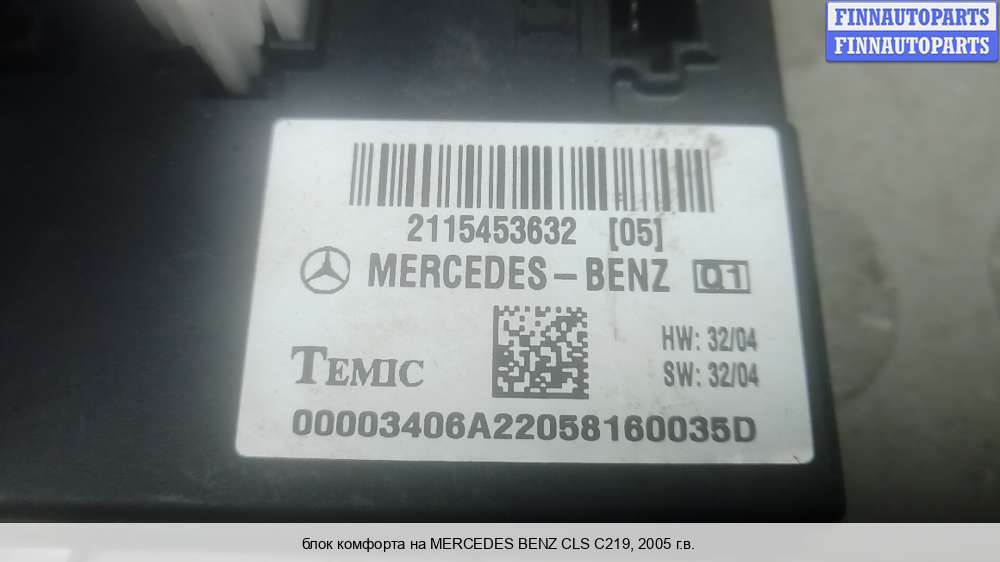 FINNAUTOPARTS
FINNAUTOPARTS
2115453632 [05]
MERCEDES-BENZ Q1
HW: 32/04
TEMIC
SW: 32/04
00003406A22058160035D
блок комфорта на MERCEDES BENZ CLS C219, 2005 г.в.